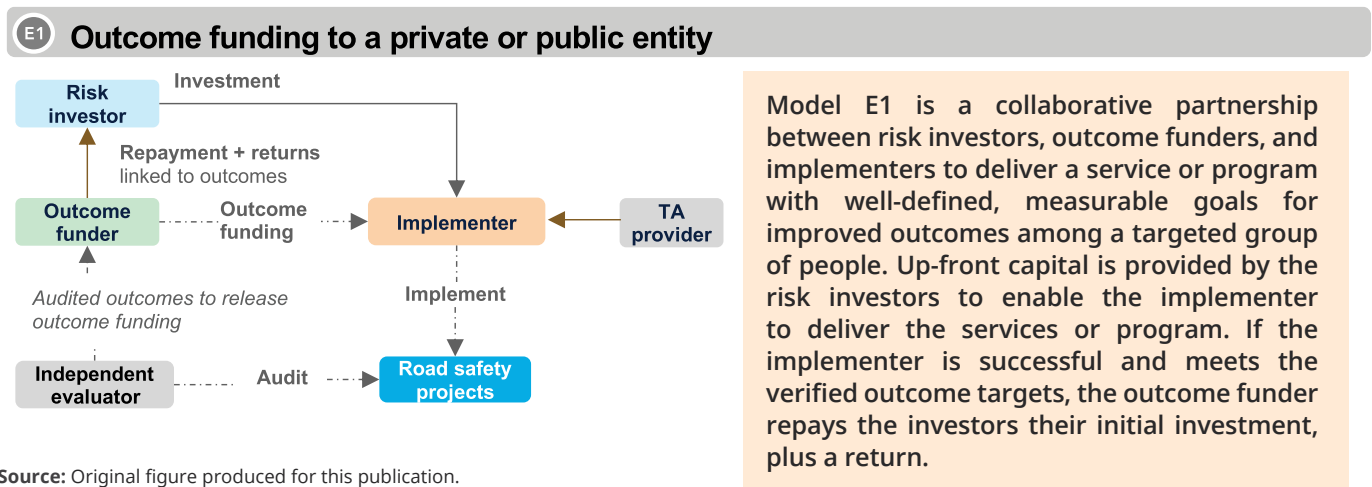 E1 Outcome funding to a private or public entity
Investment
Risk
investor
Repayment + returns
linked to outcomes
Outcome
funder
Outcome
funding
Implementer
TA
provider
Audited outcomes to release
outcome funding
Implement
Independent
evaluator
Audit
Road safety
projects
Source: Original figure produced for this publication.
Model E1 is a collaborative partnership
between risk investors, outcome funders, and
implementers to deliver a service or program
with well-defined, measurable goals for
improved outcomes among a targeted group
of people. Up-front capital is provided by the
risk investors to enable the implementer
to deliver the services or program. If the
implementer is successful and meets the
verified outcome targets, the outcome funder
repays the investors their initial investment,
plus a return.